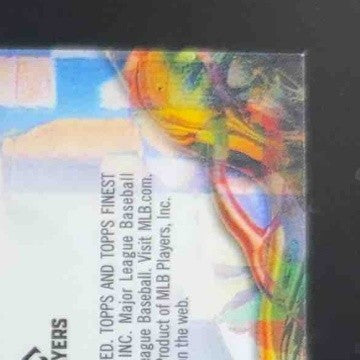 ED. TOPPS AND TOPPS FINEST
INC. Major League Baseball
gue Baseball. Visit MLB.com.
Product of MLB Players, Inc.
n the web.
YERS